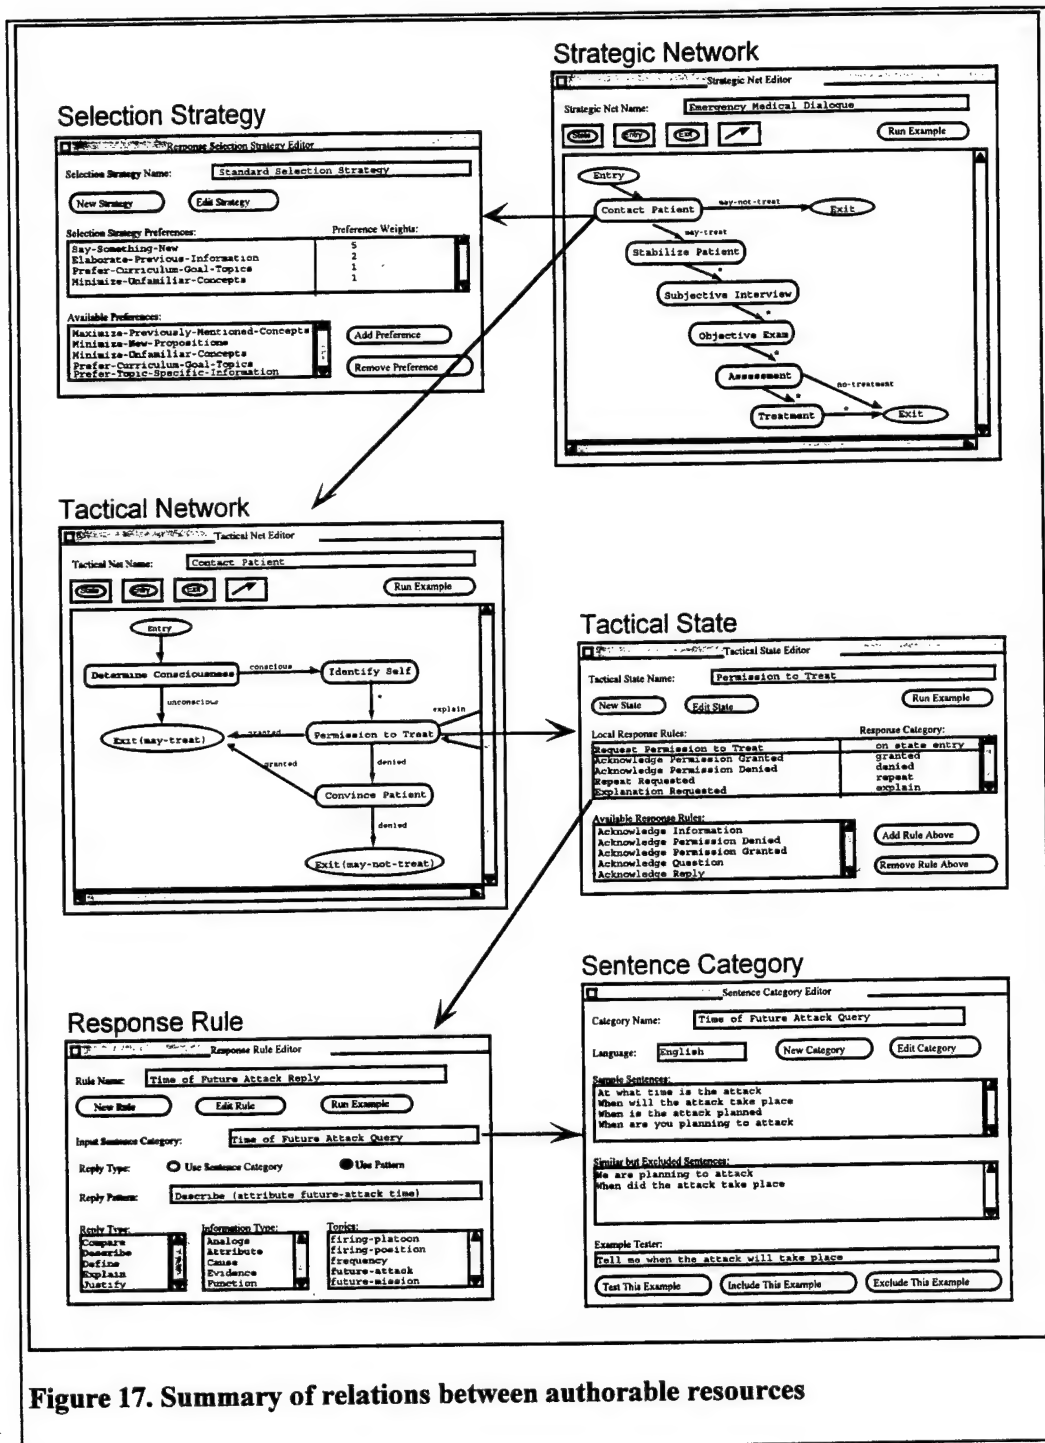 Strategic Network
Strategic Net Editor
Strategic Net Name: Emergency Medical Dialogue
State Entry Exit Run Example
Entry
Contact Patient
may-not-treat
Exit
may-treat
Stabilize Patient
*
Subjective Interview
*
Objective Exam
*
Assessment
no-treatment
*
Treatment
*
Exit
Selection Strategy
Response Selection Strategy Editor
Selection Strategy Name: Standard Selection Strategy
New Strategy Edit Strategy
Selection Strategy Preferences: Preference Weights:
Say-Something-New 5
Elaborate-Previous-Information 2
Prefer-Curriculum-Goal-Topics 1
Minimize-Unfamiliar-Concepts 1
Available Preferences:
Maximize-Previously-Mentioned-Concepts
Minimize-New-Propositions
Minimize-Unfamiliar-Concepts
Prefer-Curriculum-Goal-Topics
Prefer-Topic-Specific-Information
Add Preference
Remove Preference
Tactical Network
Tactical Net Editor
Tactical Net Name: Contact Patient
State Entry Exit Run Example
Entry
Determine Consciousness
conscious
Identify Self
unconscious
*
explain
Exit(may-treat)
granted
Permission to Treat
granted
denied
Convince Patient
denied
Exit(may-not-treat)
Tactical State
Tactical State Editor
Tactical State Name: Permission to Treat
New State Edit State Run Example
Local Response Rules: Response Category:
Request Permission to Treat on state entry
Acknowledge Permission Granted granted
Acknowledge Permission Denied denied
Repeat Requested repeat
Explanation Requested explain
Available Response Rules:
Acknowledge Information
Acknowledge Permission Denied
Acknowledge Permission Granted
Acknowledge Question
Acknowledge Reply
Add Rule Above
Remove Rule Above
Response Rule
Response Rule Editor
Rule Name: Time of Future Attack Reply
New Rule Edit Rule Run Example
Input Sentence Category: Time of Future Attack Query
Reply Type: Use Sentence Category Use Pattern
Reply Pattern: Describe (attribute future-attack time)
Reply Type: Information Type: Topics:
Compare Analogs firing-platoon
Describe Attribute firing-position
Define Cause frequency
Explain Evidence future-attack
Justify Function future-mission
Sentence Category
Sentence Category Editor
Category Name: Time of Future Attack Query
Language: English New Category Edit Category
Sample Sentences:
At what time is the attack
When will the attack take place
When is the attack planned
When are you planning to attack
Similar but Excluded Sentences:
We are planning to attack
When did the attack take place
Example Tester:
Tell me when the attack will take place
Test This Example Include This Example Exclude This Example
Figure 17. Summary of relations between authorable resources